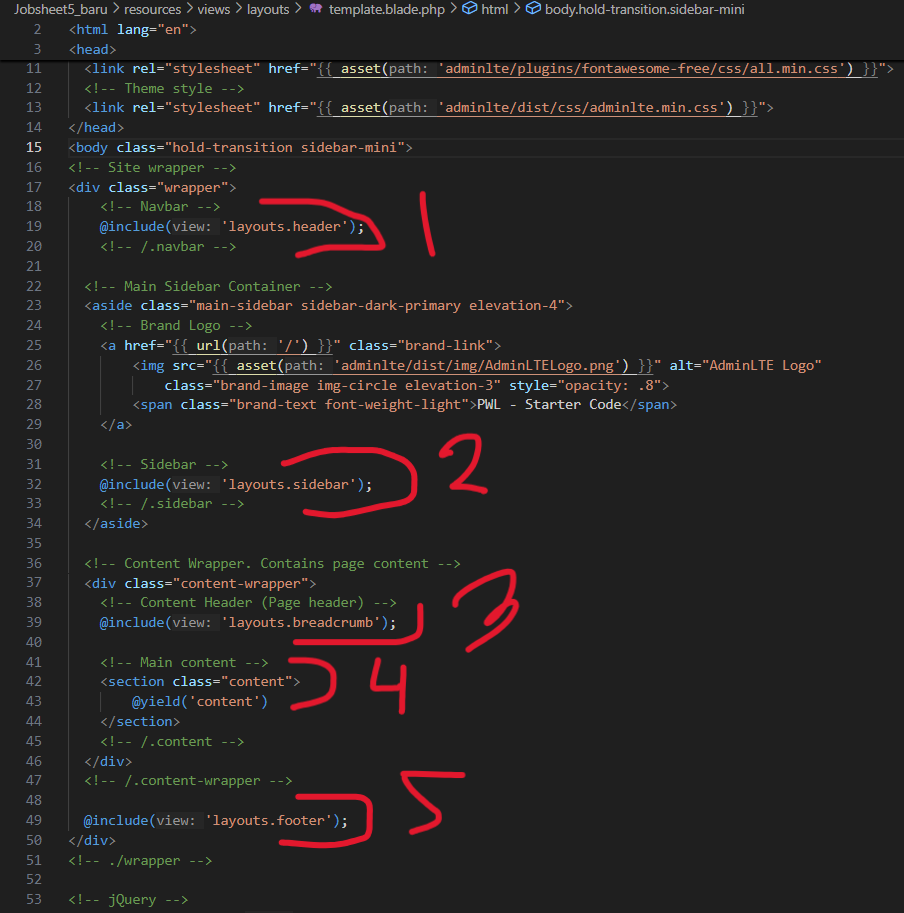 Jobsheet5_baru > resources > views > layouts > template.blade.php > html > body.hold-transition.sidebar-mini
2 <html lang="en">
3 <head>
11 <link rel="stylesheet" href="{{ asset(path: 'adminlte/plugins/fontawesome-free/css/all.min.css') }}">
12 <!-- Theme style -->
13 <link rel="stylesheet" href="{{ asset(path: 'adminlte/dist/css/adminlte.min.css') }}">
14 </head>
15 <body class="hold-transition sidebar-mini">
16 <!-- Site wrapper -->
17 <div class="wrapper">
18 <!-- Navbar -->
19 @include(view: 'layouts.header'); 1
20 <!-- /.navbar -->
21
22 <!-- Main Sidebar Container -->
23 <aside class="main-sidebar sidebar-dark-primary elevation-4">
24 <!-- Brand Logo -->
25 <a href="{{ url(path: '/') }}" class="brand-link">
26 <img src="{{ asset(path: 'adminlte/dist/img/AdminLTELogo.png') }}" alt="AdminLTE Logo"
27 class="brand-image img-circle elevation-3" style="opacity: .8">
28 <span class="brand-text font-weight-light">PWL - Starter Code</span>
29 </a>
30
31 <!-- Sidebar -->
32 @include(view: 'layouts.sidebar'); 2
33 <!-- /.sidebar -->
34 </aside>
35
36 <!-- Content Wrapper. Contains page content -->
37 <div class="content-wrapper">
38 <!-- Content Header (Page header) -->
39 @include(view: 'layouts.breadcrumb'); 3
40
41 <!-- Main content -->
42 <section class="content"> 4
43 @yield('content')
44 </section>
45 <!-- /.content -->
46 </div>
47 <!-- /.content-wrapper -->
48
49 @include(view: 'layouts.footer'); 5
50 </div>
51 <!-- ./wrapper -->
52
53 <!-- jQuery -->